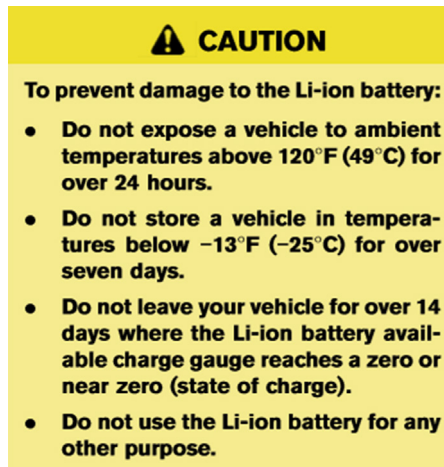 CAUTION
To prevent damage to the Li-ion battery:
● Do not expose a vehicle to ambient
temperatures above 120°F (49°C) for
over 24 hours.
● Do not store a vehicle in tempera-
tures below −13°F (−25°C) for over
seven days.
● Do not leave your vehicle for over 14
days where the Li-ion battery avail-
able charge gauge reaches a zero or
near zero (state of charge).
● Do not use the Li-ion battery for any
other purpose.